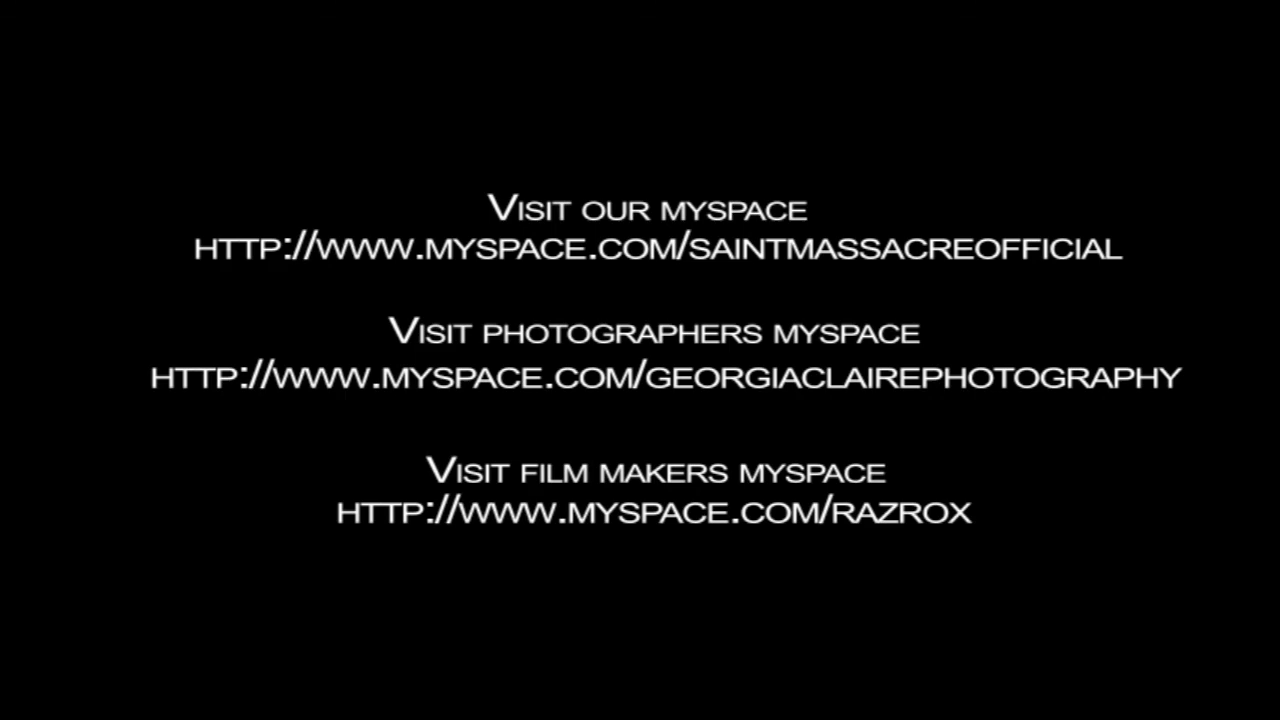 Visit our myspace
http://www.myspace.com/saintmassacreofficial
Visit photographers myspace
http://www.myspace.com/georgiaclairephotography
Visit film makers myspace
http://www.myspace.com/razrox